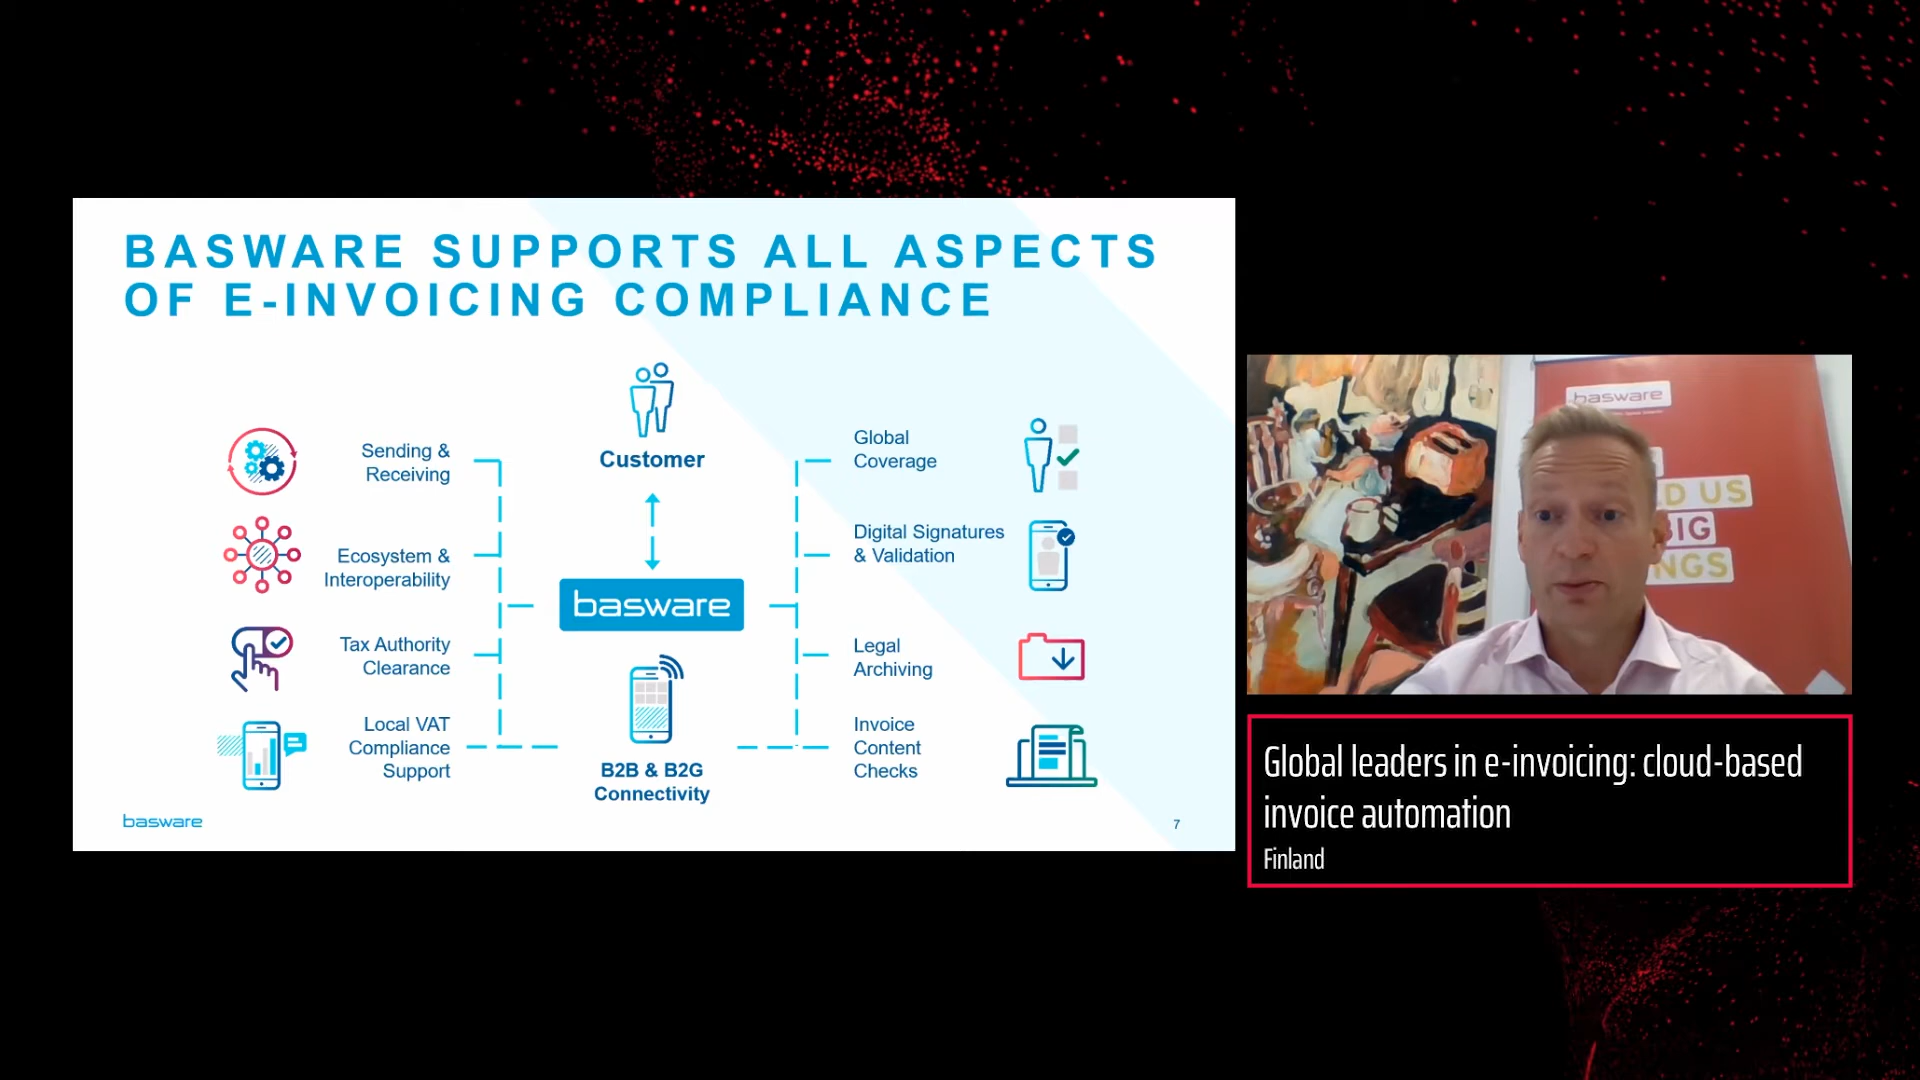 BASWARE SUPPORTS ALL ASPECTS
OF E-INVOICING COMPLIANCE
Customer
Sending &
Receiving
Ecosystem &
Interoperability
Tax Authority
Clearance
Local VAT
Compliance
Support
basware
B2B & B2G
Connectivity
Global
Coverage
Digital Signatures
& Validation
Legal
Archiving
Invoice
Content
Checks
basware
7
basware
D US
BIG
NGS
Global leaders in e-invoicing: cloud-based
invoice automation
Finland